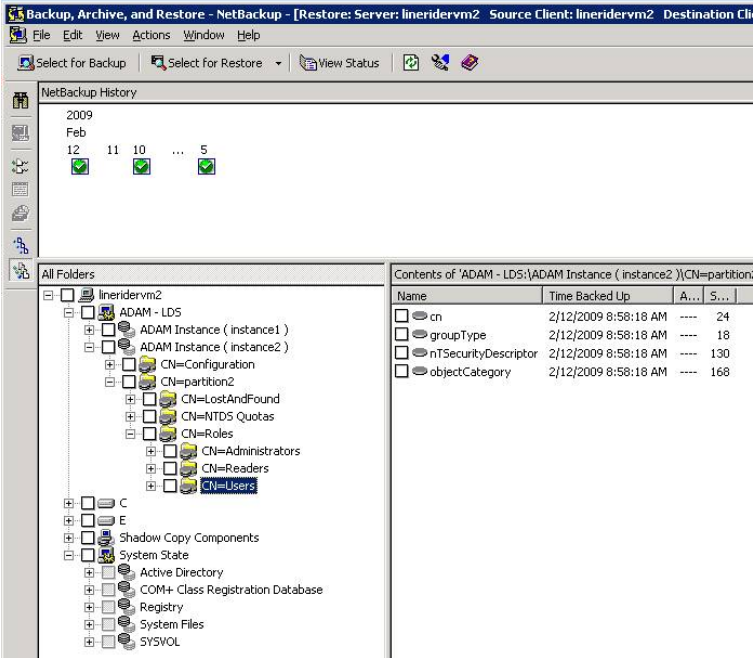 Backup, Archive, and Restore - NetBackup - [Restore: Server: lineridervm2   Source Client: lineridervm2   Destination Cli
File Edit View Actions Window Help
Select for Backup Select for Restore View Status
NetBackup History
2009
Feb
12 11 10 ... 5
All Folders
lineridervm2
ADAM - LDS
ADAM Instance ( instance1 )
ADAM Instance ( instance2 )
CN=Configuration
CN=partition2
CN=LostAndFound
CN=NTDS Quotas
CN=Roles
CN=Administrators
CN=Readers
CN=Users
C
E
Shadow Copy Components
System State
Active Directory
COM+ Class Registration Database
Registry
System Files
SYSVOL
Contents of 'ADAM - LDS:\ADAM Instance ( instance2 )\CN=partition2
Name Time Backed Up A... S...
cn 2/12/2009 8:58:18 AM ---- 24
groupType 2/12/2009 8:58:18 AM ---- 18
nTSecurityDescriptor 2/12/2009 8:58:18 AM ---- 130
objectCategory 2/12/2009 8:58:18 AM ---- 168